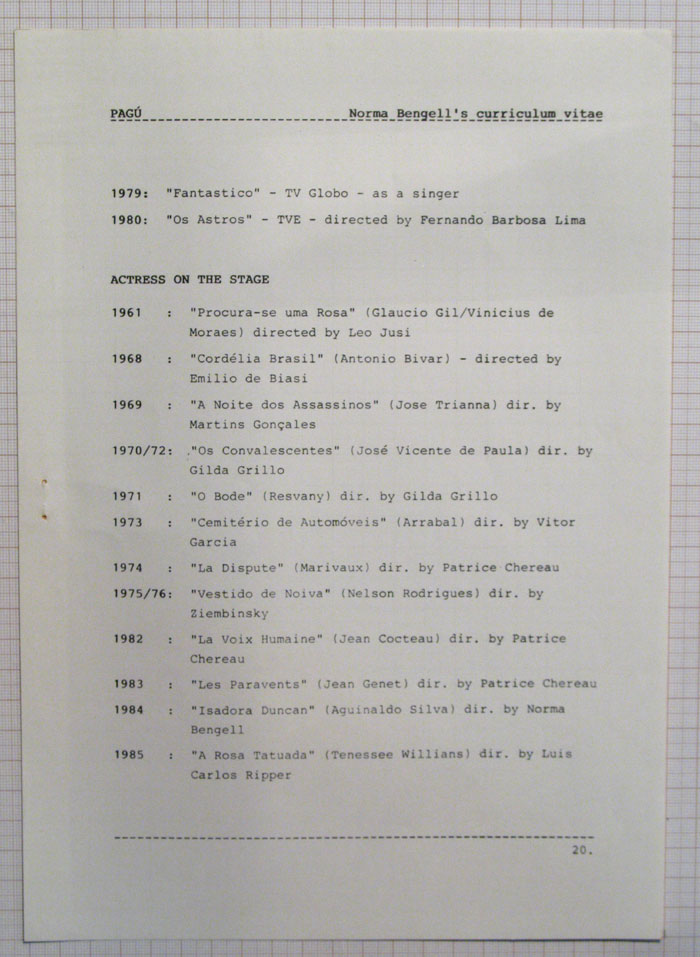 PAGÚ__________________________Norma Bengell's curriculum vitae
1979: "Fantastico" - TV Globo - as a singer
1980: "Os Astros" - TVE - directed by Fernando Barbosa Lima
ACTRESS ON THE STAGE
1961 : "Procura-se uma Rosa" (Glaucio Gil/Vinicius de
Moraes) directed by Leo Jusi
1968 : "Cordélia Brasil" (Antonio Bivar) - directed by
Emilio de Biasi
1969 : "A Noite dos Assassinos" (Jose Trianna) dir. by
Martins Gonçales
1970/72: "Os Convalescentes" (José Vicente de Paula) dir. by
Gilda Grillo
1971 : "O Bode" (Resvany) dir. by Gilda Grillo
1973 : "Cemitério de Automóveis" (Arrabal) dir. by Vitor
Garcia
1974 : "La Dispute" (Marivaux) dir. by Patrice Chereau
1975/76: "Vestido de Noiva" (Nelson Rodrigues) dir. by
Ziembinsky
1982 : "La Voix Humaine" (Jean Cocteau) dir. by Patrice
Chereau
1983 : "Les Paravents" (Jean Genet) dir. by Patrice Chereau
1984 : "Isadora Duncan" (Aguinaldo Silva) dir. by Norma
Bengell
1985 : "A Rosa Tatuada" (Tenessee Willians) dir. by Luis
Carlos Ripper
20.